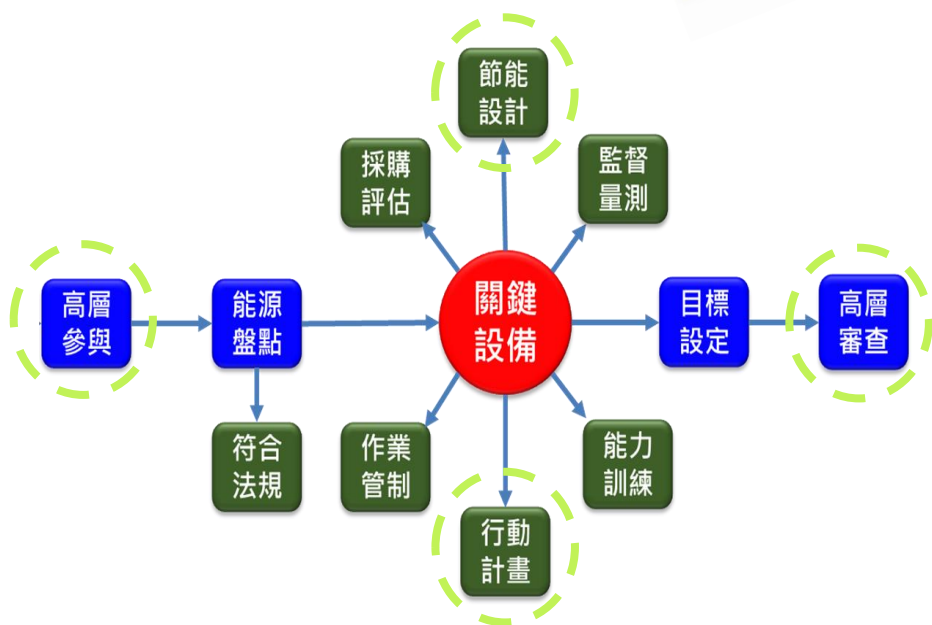 節能
設計
採購
評估
監督
量測
高層
參與
能源
盤點
關鍵
設備
目標
設定
高層
審查
符合
法規
作業
管制
能力
訓練
行動
計畫